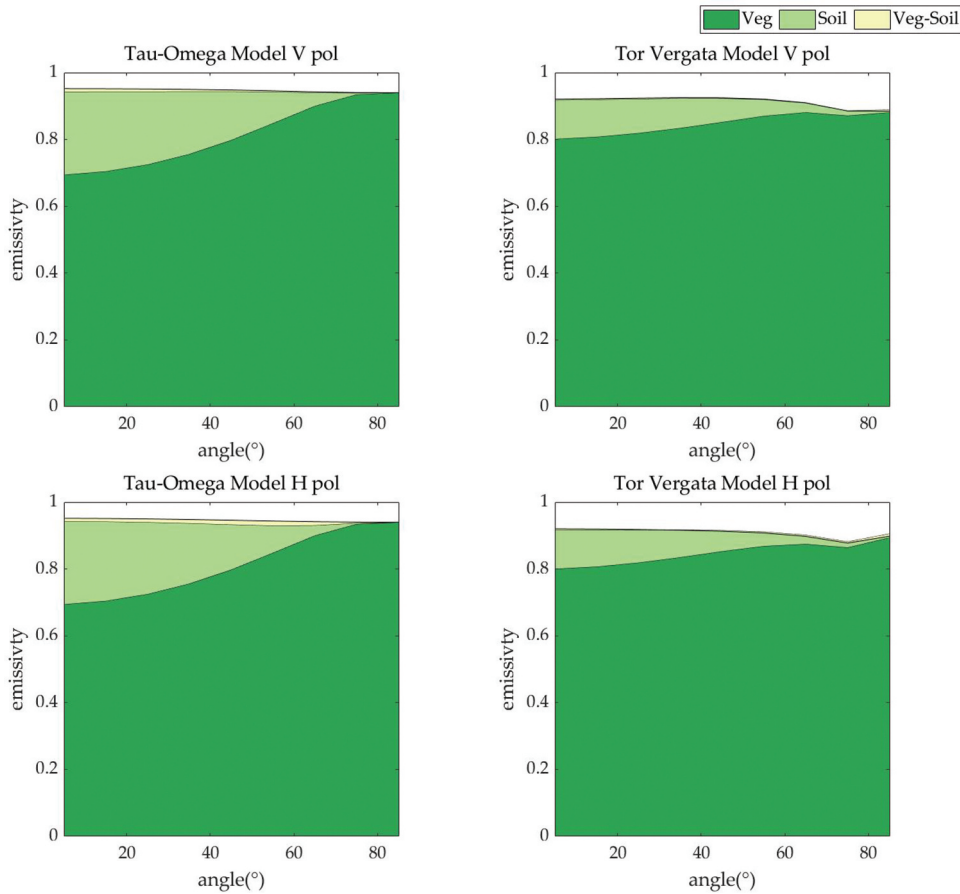 Veg Soil Veg-Soil
Tau-Omega Model V pol
1
0.8
0.6
0.4
0.2
0
emissivty
20 40 60 80
angle(°)
Tor Vergata Model V pol
1
0.8
0.6
0.4
0.2
0
emissivty
20 40 60 80
angle(°)
Tau-Omega Model H pol
1
0.8
0.6
0.4
0.2
0
emissivty
20 40 60 80
angle(°)
Tor Vergata Model H pol
1
0.8
0.6
0.4
0.2
0
emissivty
20 40 60 80
angle(°)